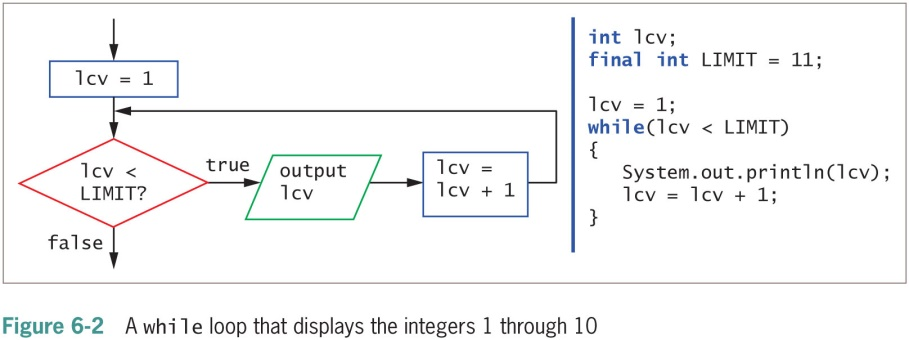 lcv = 1
lcv <
LIMIT?
true
output
lcv
lcv =
lcv + 1
false
int lcv;
final int LIMIT = 11;
lcv = 1;
while(lcv < LIMIT)
{
System.out.println(lcv);
lcv = lcv + 1;
}
Figure 6-2 A while loop that displays the integers 1 through 10